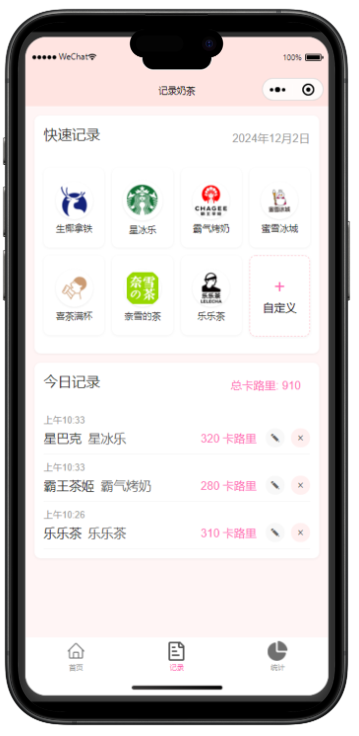 WeChat
100%
记录奶茶
快速记录
2024年12月2日
CHAGEE
霸王茶姬
蜜雪冰城
生椰拿铁
星冰乐
霸气烤奶
蜜雪冰城
奈雪
の茶
乐乐茶
LELECHA
喜茶满杯
奈雪的茶
乐乐茶
+
自定义
今日记录
总卡路里: 910
上午10:33
星巴克 星冰乐
320 卡路里
×
上午10:33
霸王茶姬 霸气烤奶
280 卡路里
×
上午10:26
乐乐茶 乐乐茶
310 卡路里
×
首页
记录
统计